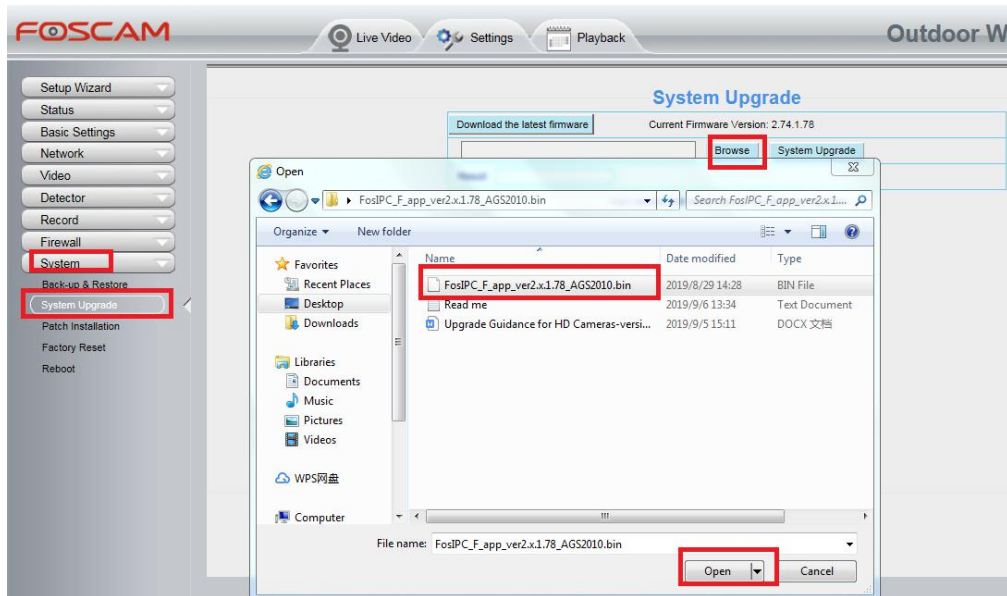 FOSCAM
Live Video
Settings
Playback
Outdoor W
Setup Wizard
Status
Basic Settings
Network
Video
Detector
Record
Firewall
System
Back-up & Restore
System Upgrade
Patch Installation
Factory Reset
Reboot
System Upgrade
Download the latest firmware
Current Firmware Version: 2.74.1.78
Browse
System Upgrade
Open
FosIPC_F_app_ver2.x.1.78_AGS2010.bin
Search FosIPC_F_app_ver2.x.1....
Organize
New folder
Favorites
Recent Places
Desktop
Downloads
Libraries
Documents
Music
Pictures
Videos
WPS网盘
Computer
Name Date modified Type
FosIPC_F_app_ver2.x.1.78_AGS2010.bin 2019/8/29 14:28 BIN File
Read me 2019/9/6 13:34 Text Document
Upgrade Guidance for HD Cameras-versi... 2019/9/5 15:11 DOCX 文档
File name: FosIPC_F_app_ver2.x.1.78_AGS2010.bin
Open
Cancel